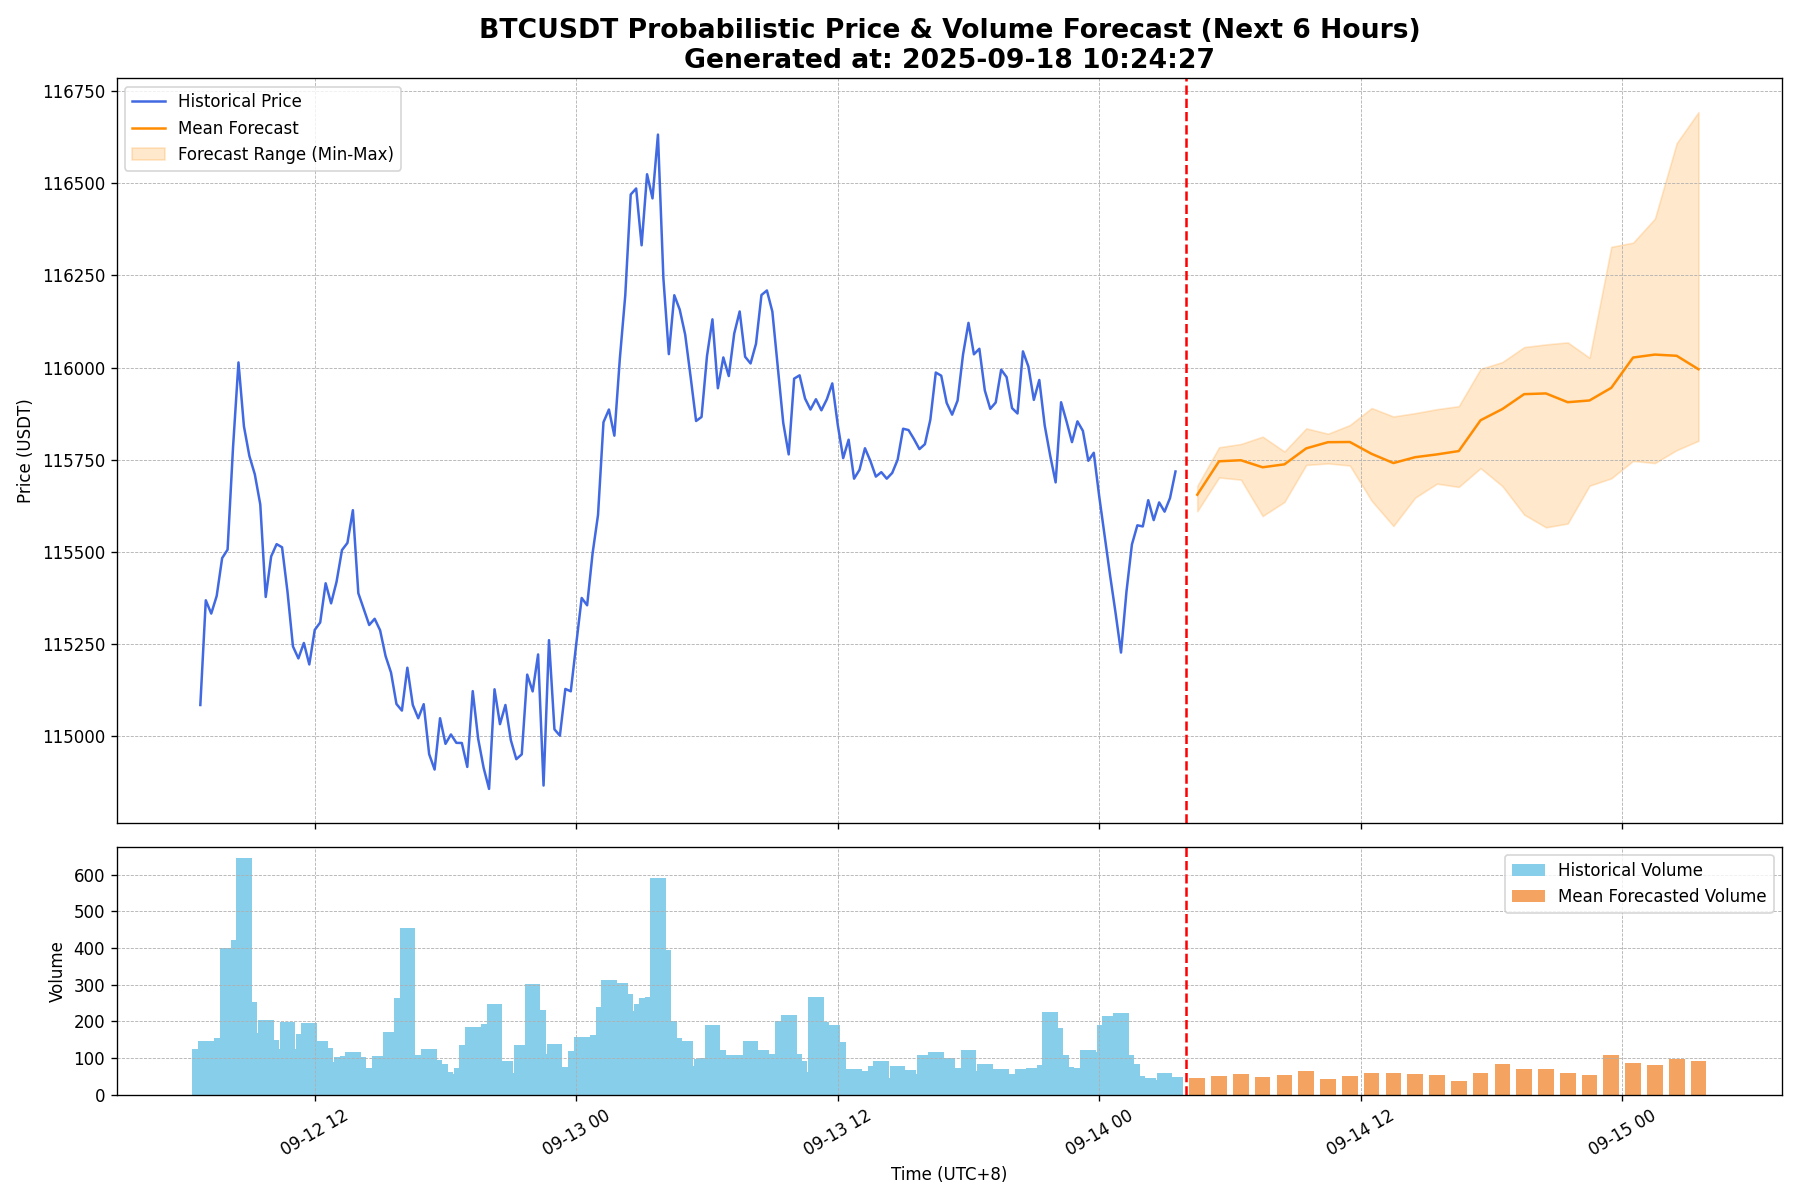 BTCUSDT Probabilistic Price & Volume Forecast (Next 6 Hours)
Generated at: 2025-09-18 10:24:27
Historical Price
Mean Forecast
Forecast Range (Min-Max)
Price (USDT)
116750
116500
116250
116000
115750
115500
115250
115000
Historical Volume
Mean Forecasted Volume
Volume
600
500
400
300
200
100
0
09-12 12
09-13 00
09-13 12
09-14 00
09-14 12
09-15 00
Time (UTC+8)